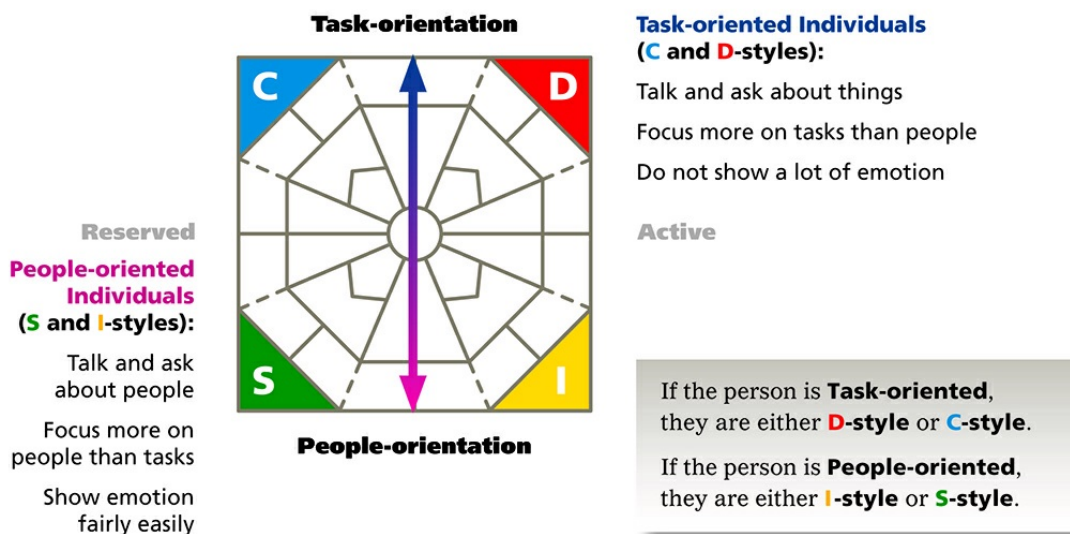 Task-orientation
C
D
S
I
People-orientation
Task-oriented Individuals
(C and D-styles):
Talk and ask about things
Focus more on tasks than people
Do not show a lot of emotion
Reserved
Active
People-oriented
Individuals
(S and I-styles):
Talk and ask
about people
Focus more on
people than tasks
Show emotion
fairly easily
If the person is Task-oriented,
they are either D-style or C-style.
If the person is People-oriented,
they are either I-style or S-style.